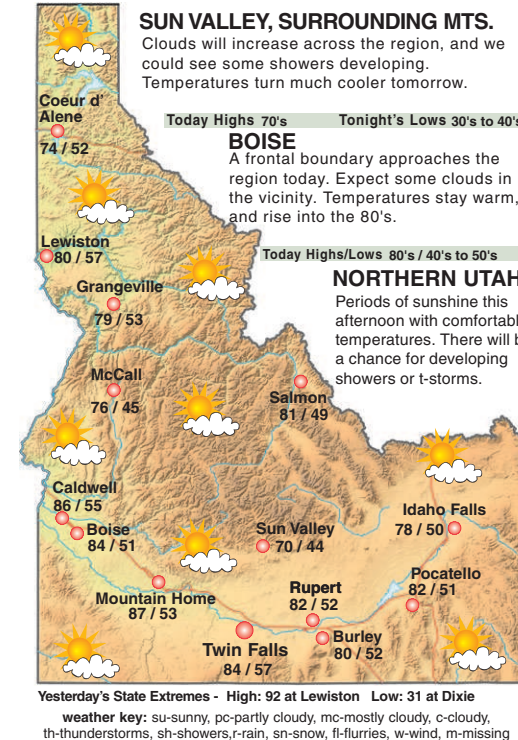 SUN VALLEY, SURROUNDING MTS.
Clouds will increase across the region, and we
could see some showers developing.
Temperatures turn much cooler tomorrow.
Today Highs 70's Tonight's Lows 30's to 40's
BOISE
A frontal boundary approaches the
region today. Expect some clouds in
the vicinity. Temperatures stay warm,
and rise into the 80's.
Today Highs/Lows 80's / 40's to 50's
NORTHERN UTAH
Periods of sunshine this
afternoon with comfortabl
temperatures. There will b
a chance for developing
showers or t-storms.
Coeur d'
Alene
74 / 52
Lewiston
80 / 57
Grangeville
79 / 53
McCall
76 / 45
Salmon
81 / 49
Caldwell
86 / 55
Boise
84 / 51
Sun Valley
70 / 44
Idaho Falls
78 / 50
Mountain Home
87 / 53
Rupert
82 / 52
Pocatello
82 / 51
Twin Falls
84 / 57
Burley
80 / 52
Yesterday's State Extremes - High: 92 at Lewiston Low: 31 at Dixie
weather key: su-sunny, pc-partly cloudy, mc-mostly cloudy, c-cloudy,
th-thunderstorms, sh-showers,r-rain, sn-snow, fl-flurries, w-wind, m-missing